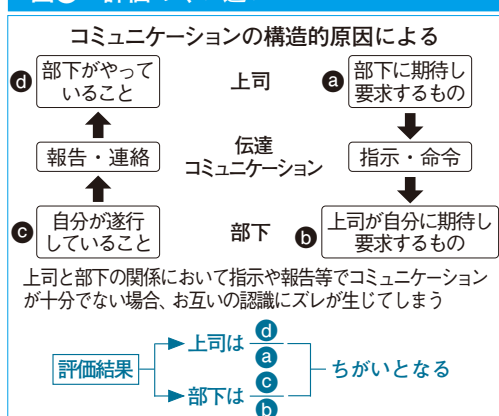 コミュニケーションの構造的原因による
d 部下がやって
いること
上司
a 部下に期待し
要求するもの
報告・連絡
伝達
コミュニケーション
指示・命令
c 自分が遂行
していること
部下
b 上司が自分に期待し
要求するもの
上司と部下の関係において指示や報告等でコミュニケーション
が十分でない場合、お互いの認識にズレが生じてしまう
評価結果
上司は d
a
部下は c
b
ちがいとなる